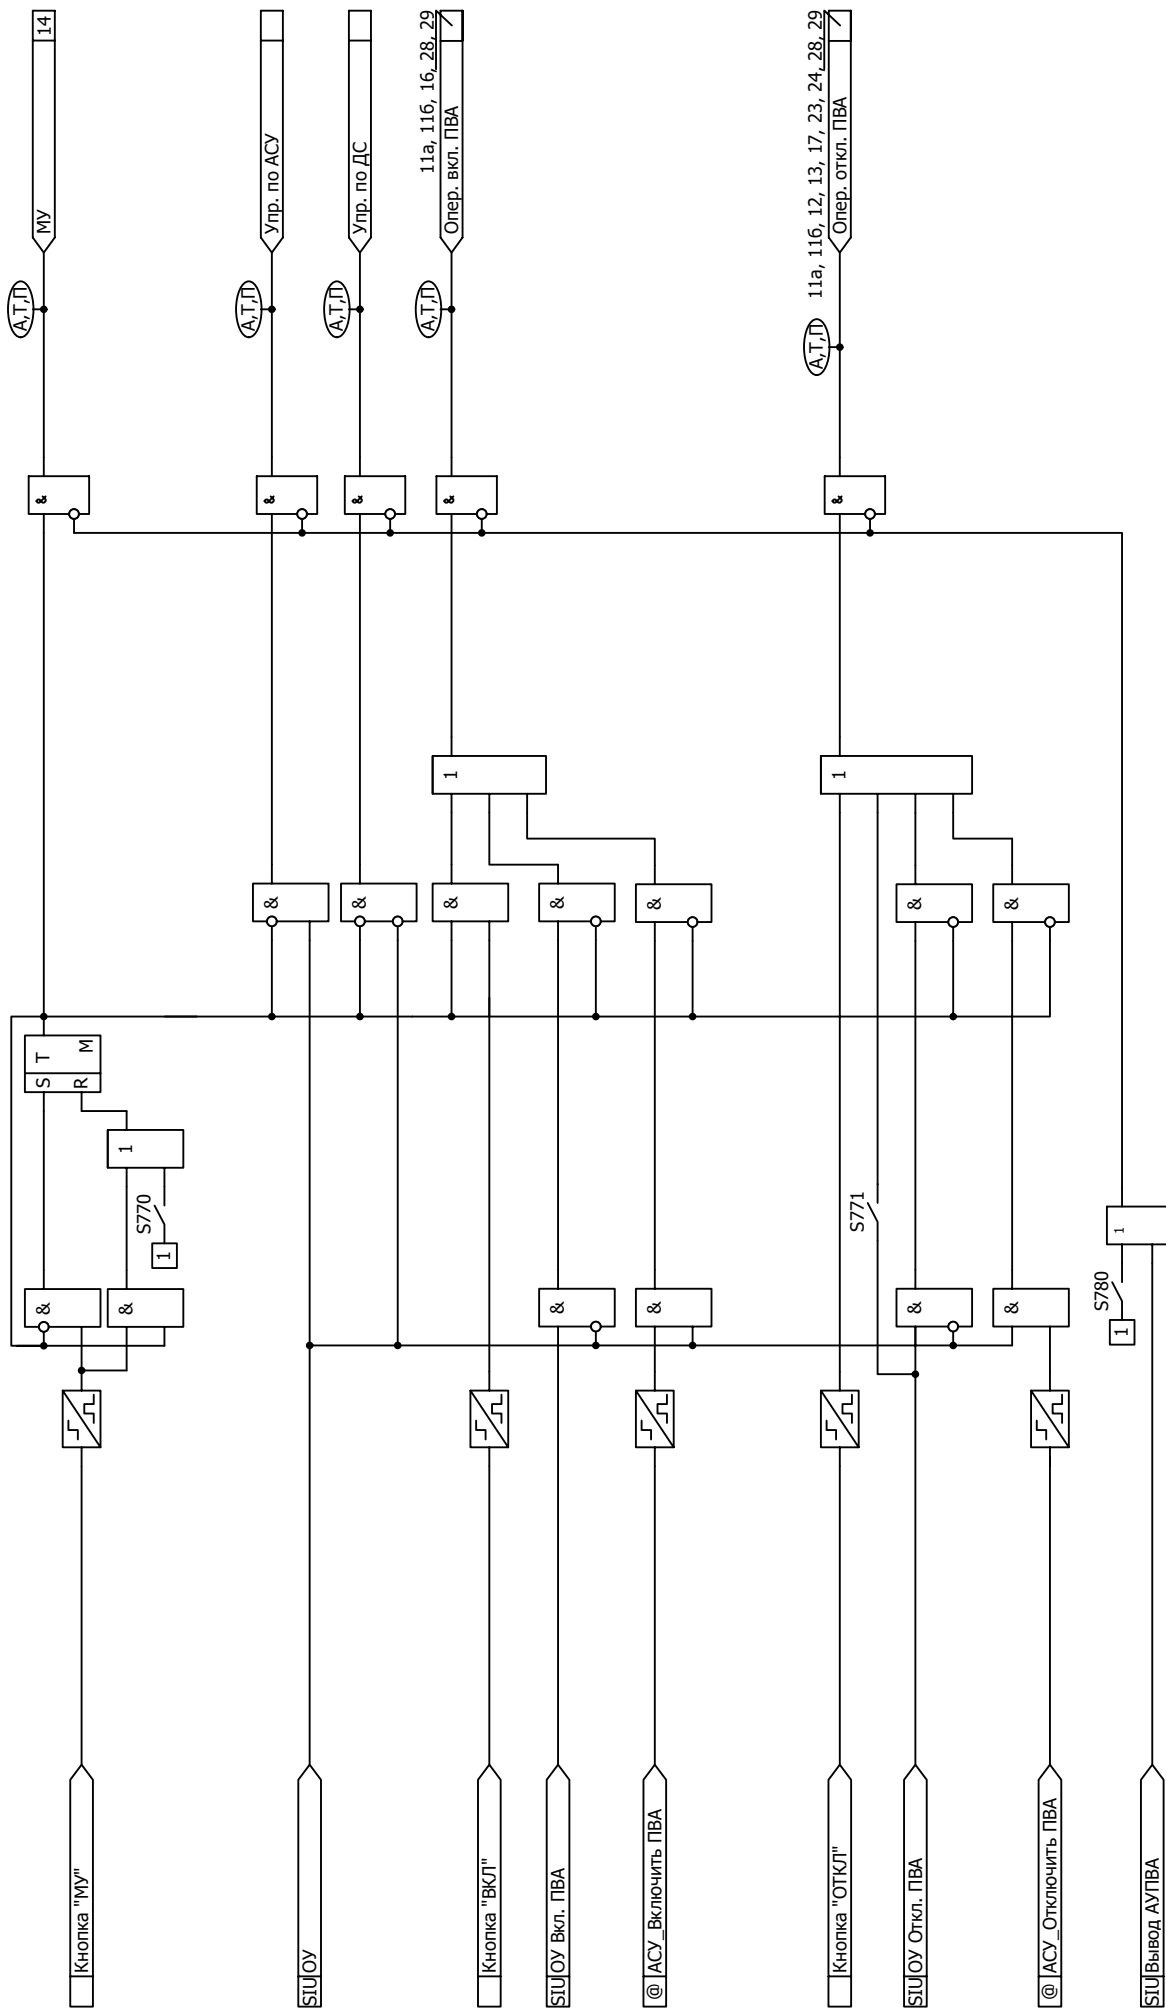 Кнопка "МУ"
SIU ОУ
Кнопка "ВКЛ"
SIU ОУ Вкл. ПВА
@ АСУ_Включить ПВА
Кнопка "ОТКЛ"
SIU ОУ Откл. ПВА
@ АСУ_Отключить ПВА
SIU Вывод АУПВА
&
&
1
S770
1
S T
R M
&
&
&
&
&
&
&
&
&
&
&
1
1
S771
1
S780
1
&
&
&
&
&
А,Т,П
МУ 14
А,Т,П
Упр. по АСУ
А,Т,П
Упр. по ДС
А,Т,П
11а, 11б, 16, 28, 29
Опер. вкл. ПВА
А,Т,П
11а, 11б, 12, 13, 17, 23, 24, 28, 29
Опер. откл. ПВА